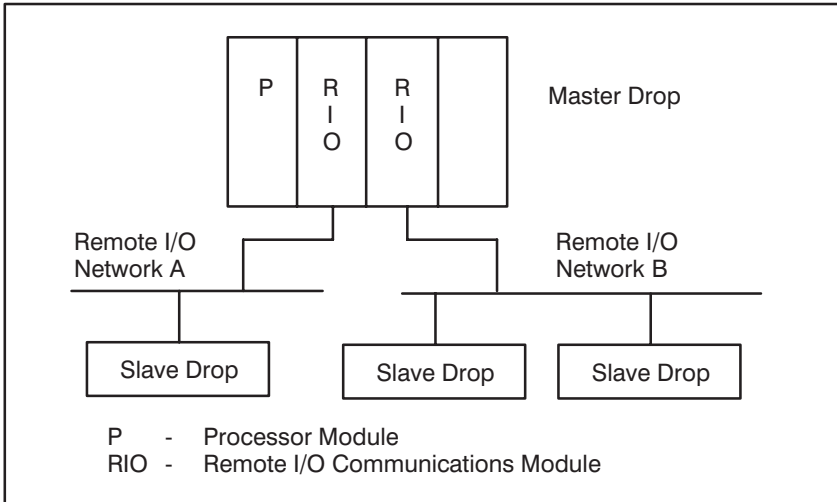 P
R
I
O
R
I
O
Master Drop
Remote I/O
Network A
Remote I/O
Network B
Slave Drop
Slave Drop
Slave Drop
P - Processor Module
RIO - Remote I/O Communications Module